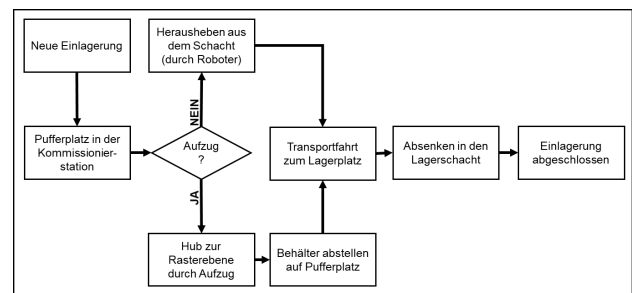 Neue Einlagerung
Herausheben aus
dem Schacht
(durch Roboter)
NEIN
Pufferplatz in der
Kommissionier-
station
Aufzug
?
Transportfahrt
zum Lagerplatz
Absenken in den
Lagerschacht
Einlagerung
abgeschlossen
JA
Hub zur
Rasterebene
durch Aufzug
Behälter abstellen
auf Pufferplatz